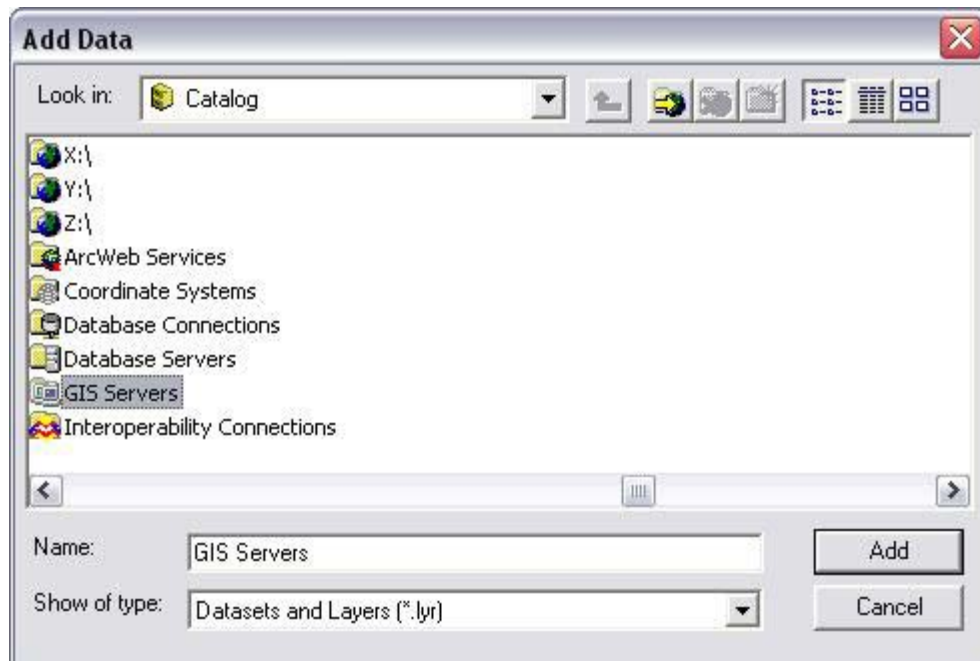 Add Data
Look in: Catalog
X:\
Y:\
Z:\
ArcWeb Services
Coordinate Systems
Database Connections
Database Servers
GIS Servers
Interoperability Connections
Name: GIS Servers Add
Show of type: Datasets and Layers (*.lyr) Cancel